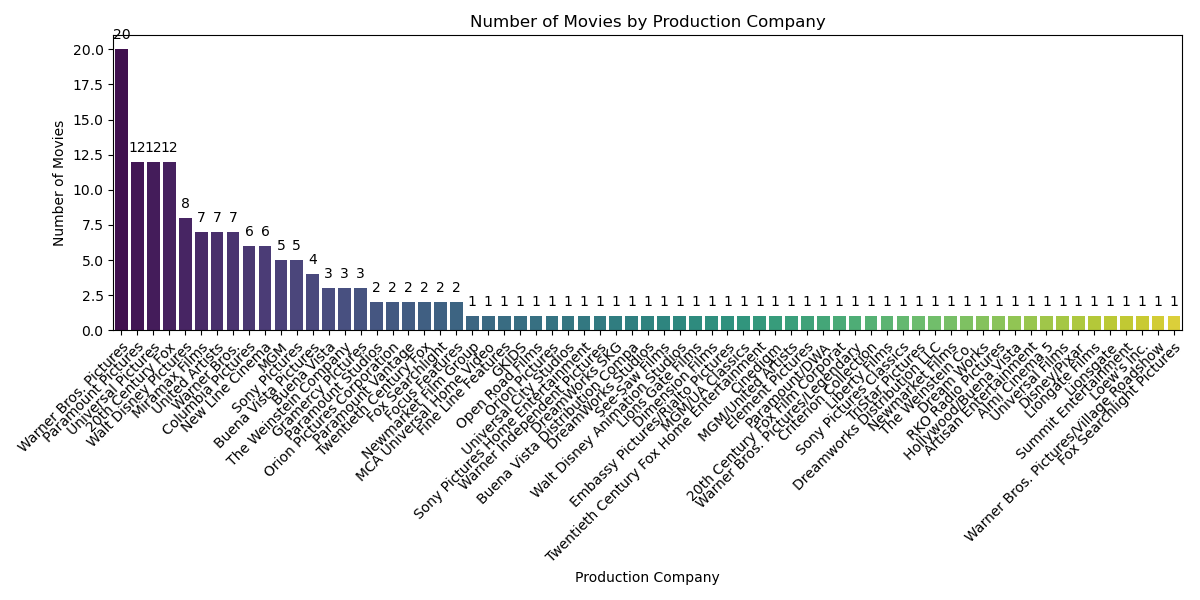 Number of Movies by Production Company
Number of Movies
20.0
17.5
15.0
12.5
10.0
7.5
5.0
2.5
0.0
20 12 12 12 8 7 7 7 6 6 5 5 4 3 3 3 2 2 2 2 2 2 1 1 1 1 1 1 1 1 1 1 1 1 1 1 1 1 1 1 1 1 1 1 1 1 1 1 1 1 1 1 1 1 1 1 1 1 1 1 1 1 1 1 1 1 1
Warner Bros. Pictures
Paramount Pictures
Universal Pictures
20th Century Fox
Walt Disney Pictures
Miramax Films
United Artists
Warner Bros.
Columbia Pictures
New Line Cinema
MGM
Sony Pictures
Buena Vista Pictures
Buena Vista
The Weinstein Company
Gramercy Pictures
Paramount Studios
Orion Pictures Corporation
Paramount Vantage
Twentieth Century Fox
Fox Searchlight
Focus Features
Newmarket Film Group
MCA Universal Home Video
Fine Line Features
GKIDS
Open Road Films
Orion Pictures
Universal City Studios
Sony Pictures Home Entertainment
Warner Independent Pictures
Dreamworks SKG
Buena Vista Distribution Compa
DreamWorks Studios
See-Saw Films
Walt Disney Animation Studios
Lions Gate Films
Dimension Films
Embassy Pictures/Rialto Pictures
MGM/UA Classics
Twentieth Century Fox Home Entertainment
Cinedigm
MGM/United Artists
Element Pictures
Paramount/DWA
20th Century Fox Film Corporat
Warner Bros. Pictures/Legendary
Criterion Collection
Liberty Films
Sony Pictures Classics
Pictures
Dreamworks Distribution LLC
Newmarket Films
The Weinstein Co.
Dream Works
RKO Radio Pictures
Hollywood/Buena Vista
Artisan Entertainment
Almi Cinema 5
Universal Films
Disney/Pixar
Liongate Films
Lionsgate
Summit Entertainment
Loew's Inc.
Warner Bros. Pictures/Village Roadshow
Fox Searchlight Pictures
Production Company